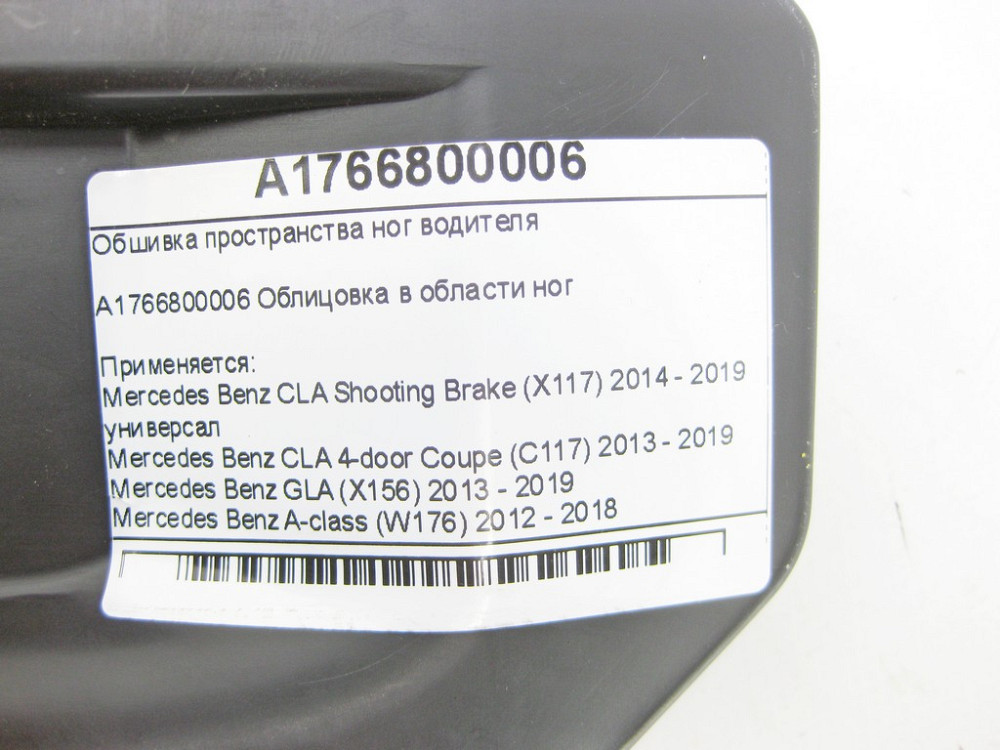 A1766800006
Обшивка пространства ног водителя
A1766800006 Облицовка в области ног
Применяется:
Mercedes Benz CLA Shooting Brake (X117) 2014 - 2019
универсал
Mercedes Benz CLA 4-door Coupe (C117) 2013 - 2019
Mercedes Benz GLA (X156) 2013 - 2019
Mercedes Benz A-class (W176) 2012 - 2018